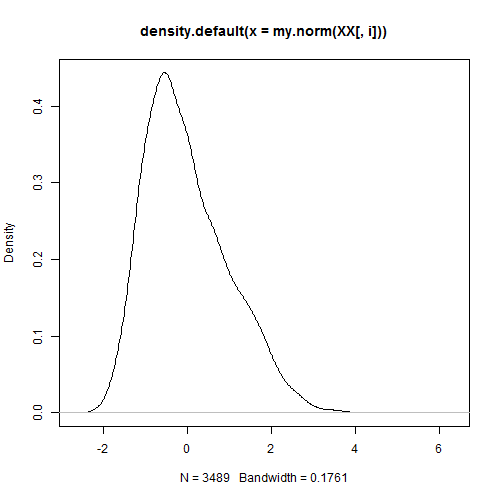 density.default(x = my.norm(XX[, i]))
Density
0.4
0.3
0.2
0.1
0.0
-2 0 2 4 6
N = 3489 Bandwidth = 0.1761